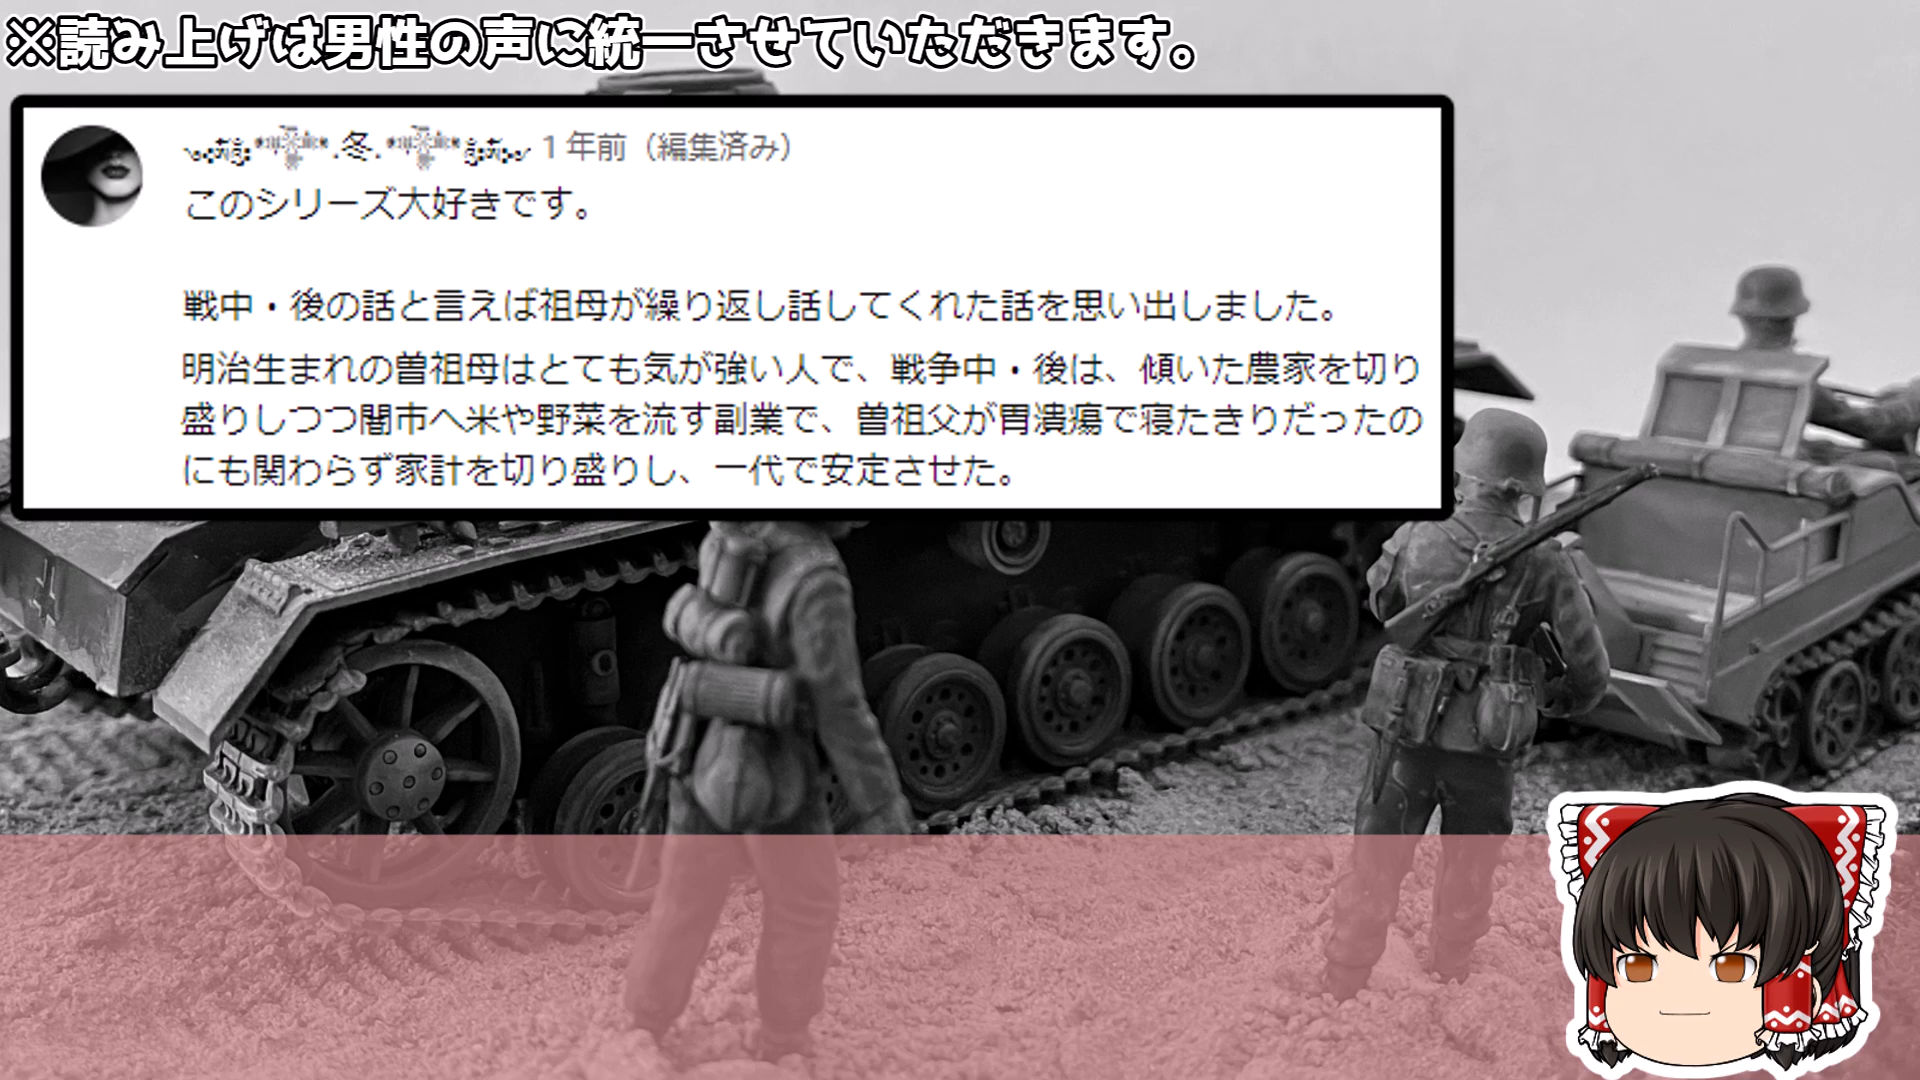 ※読み上げは男性の声に統一させていただきます。
.冬. 1年前（編集済み）
このシリーズ大好きです。
戦中・後の話と言えば祖母が繰り返し話してくれた話を思い出しました。
明治生まれの曽祖母はとても気が強い人で、戦争中・後は、傾いた農家を切り
盛りしつつ闇市へ米や野菜を流す副業で、曽祖父が胃潰瘍で寝たきりだったの
にも関わらず家計を切り盛りし、一代で安定させた。